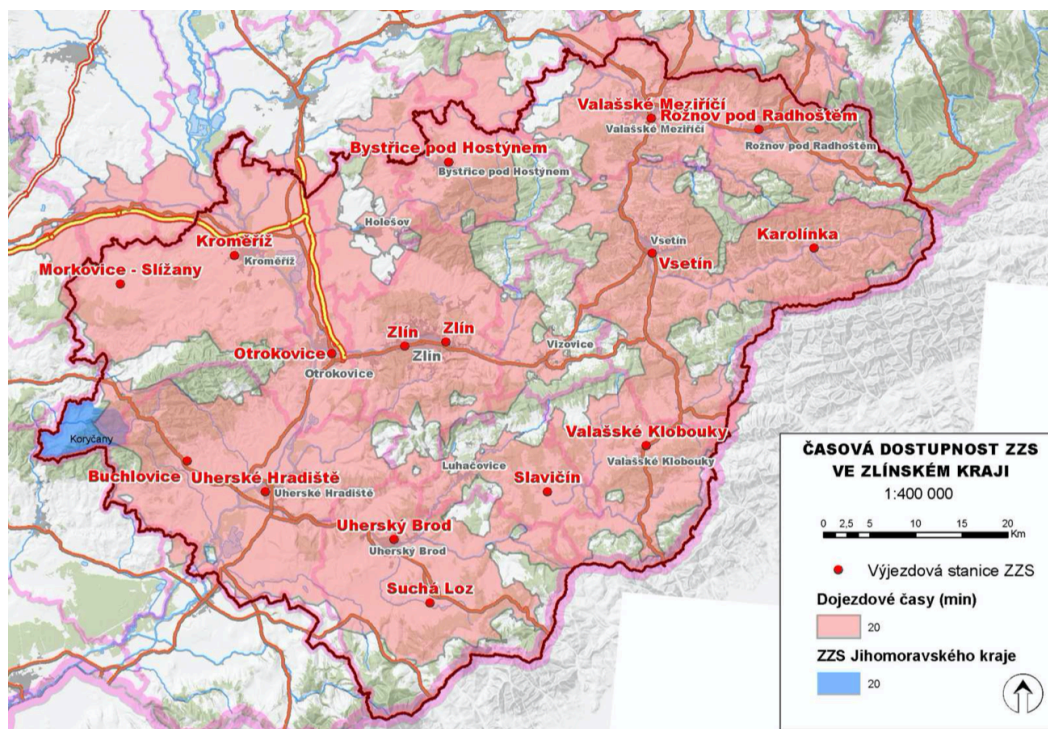 Valašské Meziříčí
Rožnov pod Radhoštěm
Valašské Meziříčí
Rožnov pod Radhoštěm
Bystřice pod Hostýnem
Bystřice pod Hostýnem
Holešov
Kroměříž
Kroměříž
Vsetín
Vsetín
Karolínka
Morkovice - Slížany
Zlín
Zlín
Zlín
Otrokovice
Otrokovice
Vizovice
Koryčany
Buchlovice
Uherské Hradiště
Uherské Hradiště
Luhačovice
Valašské Klobouky
Valašské Klobouky
Slavičín
Uherský Brod
Uherský Brod
Suchá Loz
ČASOVÁ DOSTUPNOST ZZS
VE ZLÍNSKÉM KRAJI
1:400 000
0 2,5 5 10 15 20
Km
Výjezdová stanice ZZS
Dojezdové časy (min)
20
ZZS Jihomoravského kraje
20